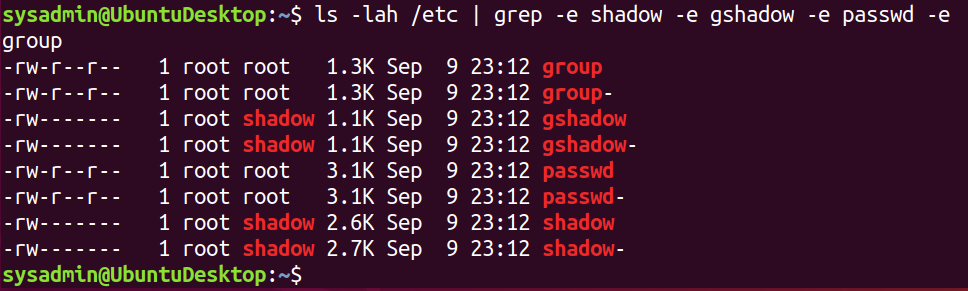 sysadmin@UbuntuDesktop:~$ ls -lah /etc | grep -e shadow -e gshadow -e passwd -e
group
-rw-r--r--   1 root root   1.3K Sep  9 23:12 group
-rw-r--r--   1 root root   1.3K Sep  9 23:12 group-
-rw-------   1 root shadow 1.1K Sep  9 23:12 gshadow
-rw-------   1 root shadow 1.1K Sep  9 23:12 gshadow-
-rw-r--r--   1 root root   3.1K Sep  9 23:12 passwd
-rw-r--r--   1 root root   3.1K Sep  9 23:12 passwd-
-rw-------   1 root shadow 2.6K Sep  9 23:12 shadow
-rw-------   1 root shadow 2.7K Sep  9 23:12 shadow-
sysadmin@UbuntuDesktop:~$